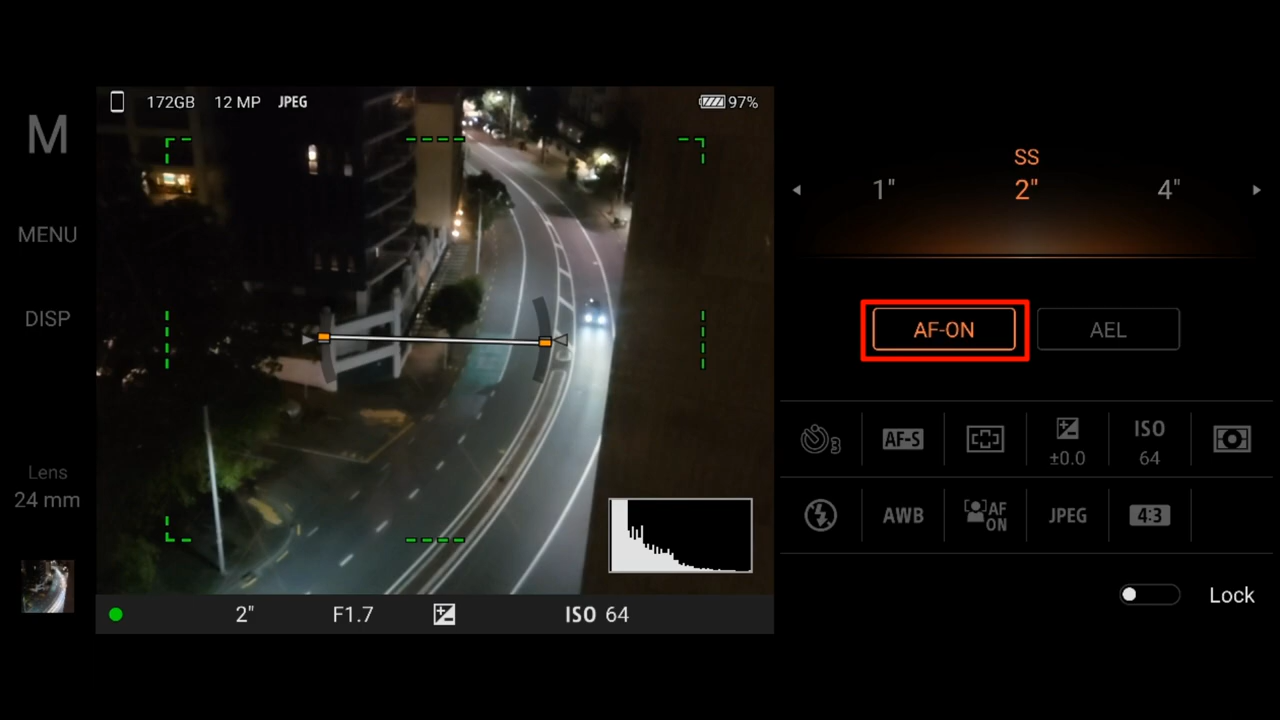 172GB 12 MP JPEG 97%
M
MENU
DISP
Lens
24 mm
2" F1.7 ISO 64
SS
1" 2" 4"
AF-ON AEL
3 AF-S ±0.0 ISO 64
AWB AF ON JPEG 4:3
Lock